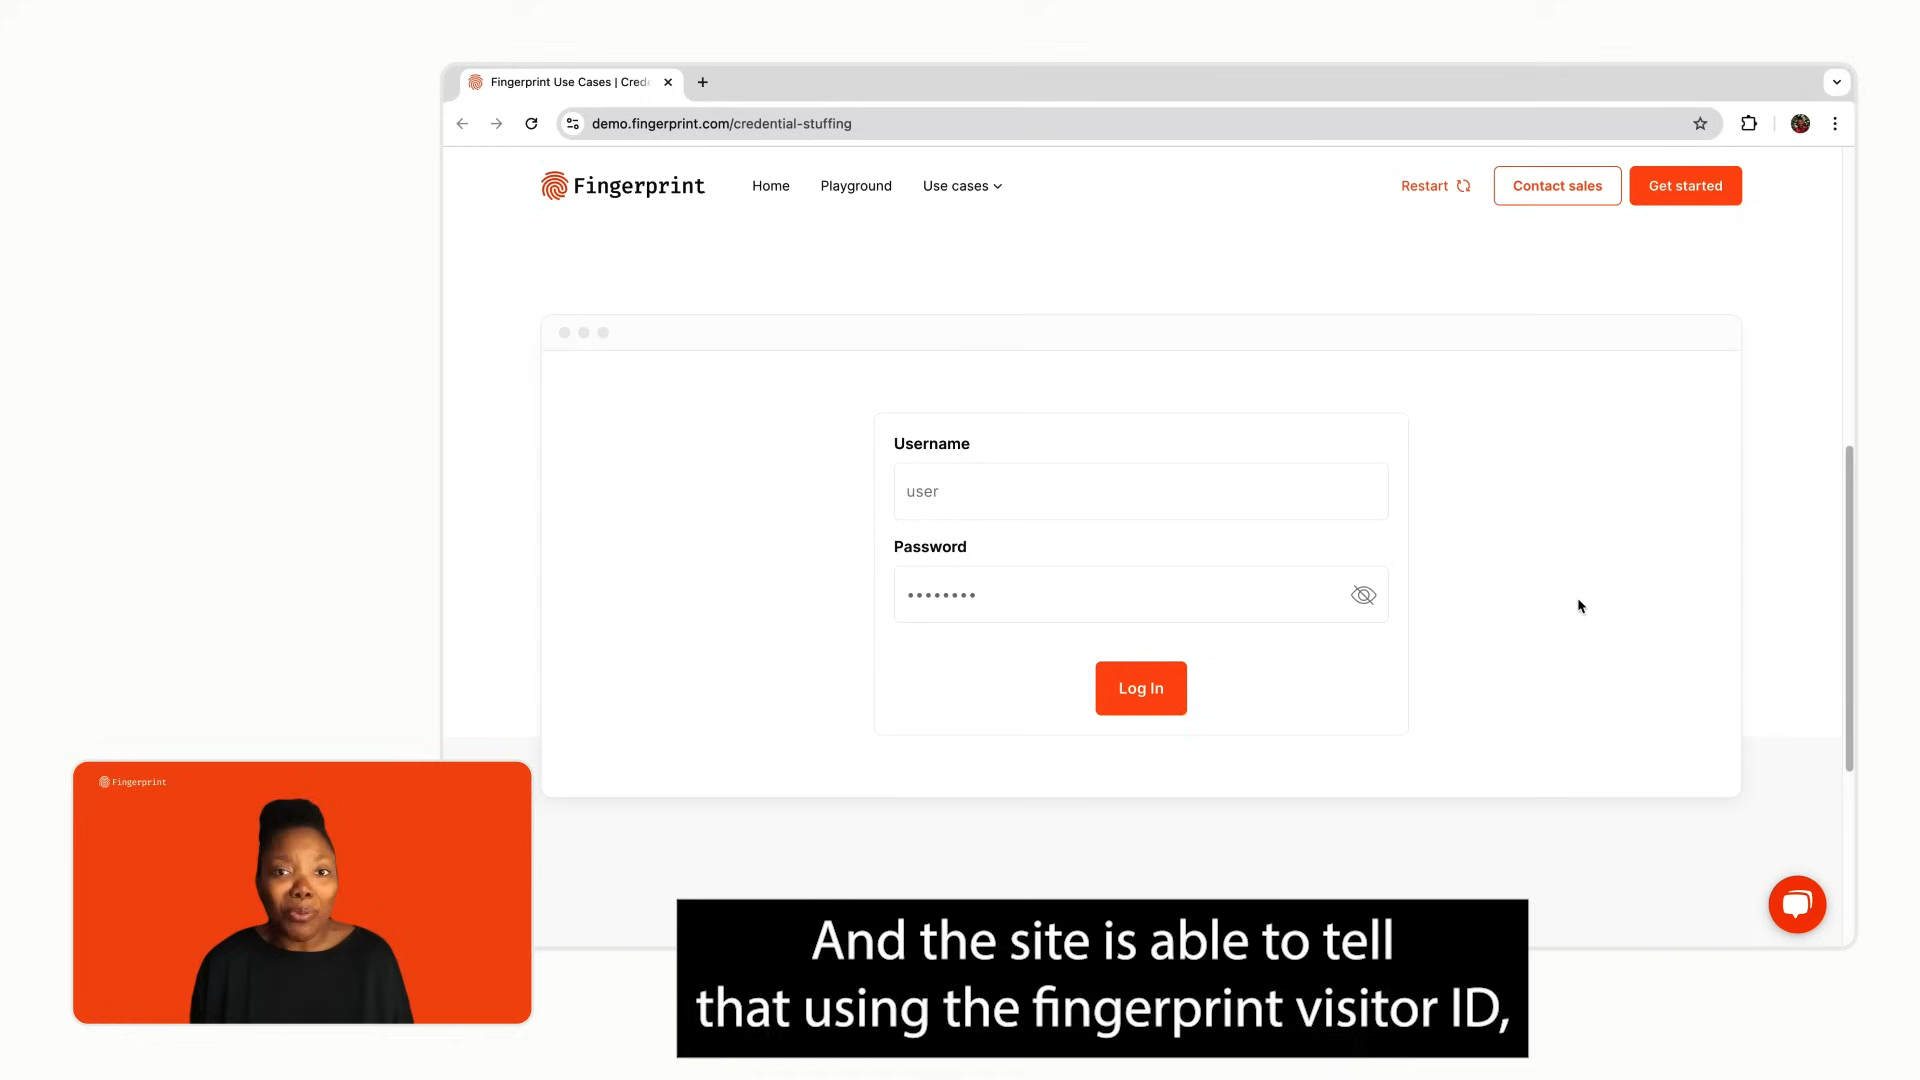 Fingerprint Use Cases | Crede
demo.fingerprint.com/credential-stuffing
Fingerprint
Home
Playground
Use cases
Restart
Contact sales
Get started
Username
user
Password
••••••••
Log In
Fingerprint
And the site is able to tell
that using the fingerprint visitor ID,